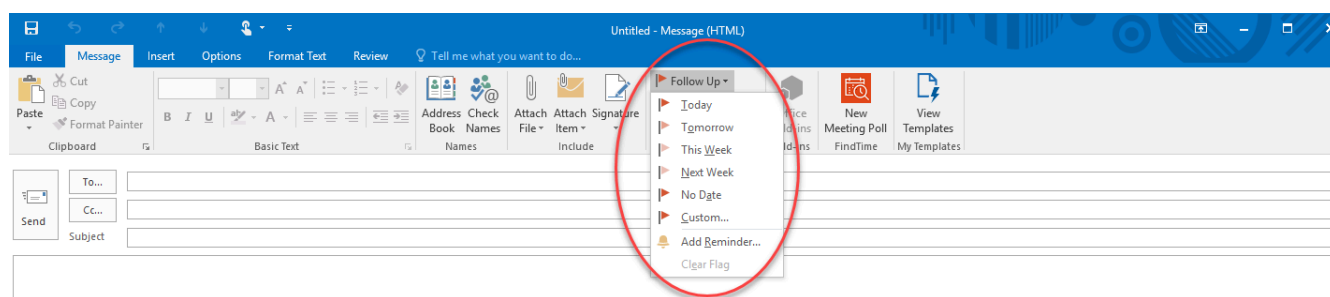 Untitled - Message (HTML)
File Message Insert Options Format Text Review Tell me what you want to do...
Cut
Copy
Format Painter
Paste
Clipboard
B I U A A A
Basic Text
Address Book
Check Names
Names
Attach File
Attach Item
Signature
Include
Follow Up
Today
Tomorrow
This Week
Next Week
No Date
Custom...
Add Reminder...
Clear Flag
New Meeting Poll
FindTime
View Templates
My Templates
Send
To...
Cc...
Subject